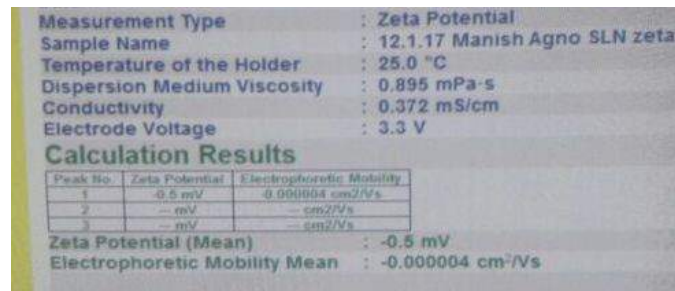 Measurement Type : Zeta Potential
Sample Name : 12.1.17 Manish Agno SLN zeta
Temperature of the Holder : 25.0 °C
Dispersion Medium Viscosity : 0.895 mPa·s
Conductivity : 0.372 mS/cm
Electrode Voltage : 3.3 V
Calculation Results
Peak No. Zeta Potential Electrophoretic Mobility
1 -0.5 mV -0.000004 cm2/Vs
2 --- mV --- cm2/Vs
3 --- mV --- cm2/Vs
Zeta Potential (Mean) : -0.5 mV
Electrophoretic Mobility Mean : -0.000004 cm²/Vs